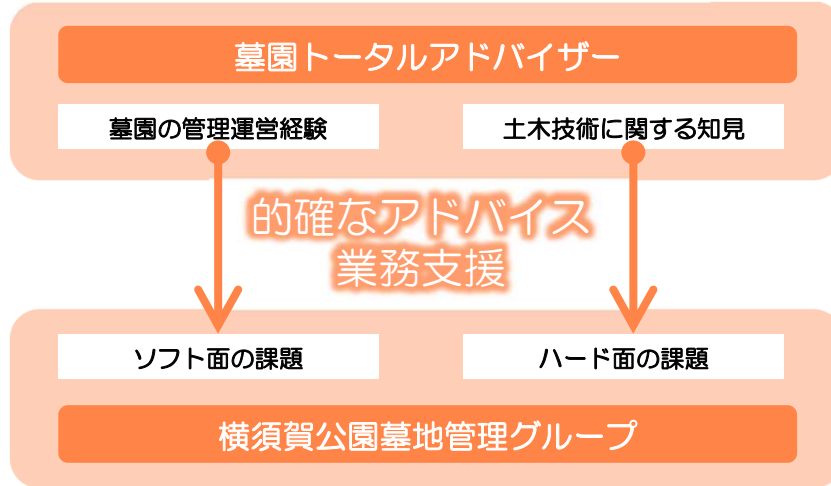 墓園トータルアドバイザー
墓園の管理運営経験
土木技術に関する知見
的確なアドバイス
業務支援
ソフト面の課題
ハード面の課題
横須賀公園墓地管理グループ